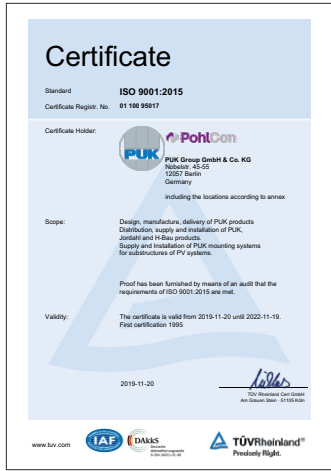 Certificate
Standard ISO 9001:2015
Certificate Registr. No. 01 100 95017
Certificate Holder:
PUK
PohlCon
PUK Group GmbH & Co. KG
Nobelstr. 45-55
12057 Berlin
Germany
including the locations according to annex
Scope: Design, manufacture, delivery of PUK products
Distribution, supply and installation of PUK,
Jordahl and H-Bau products.
Supply and Installation of PUK mounting systems
for substructures of PV systems.
Proof has been furnished by means of an audit that the
requirements of ISO 9001:2015 are met.
Validity: The certificate is valid from 2019-11-20 until 2022-11-19.
First certification 1995
2019-11-20
TÜV Rheinland Cert GmbH
Am Grauen Stein · 51105 Köln
www.tuv.com
IAF
DAkkS
Deutsche
Akkreditierungsstelle
TÜVRheinland®
Precisely Right.